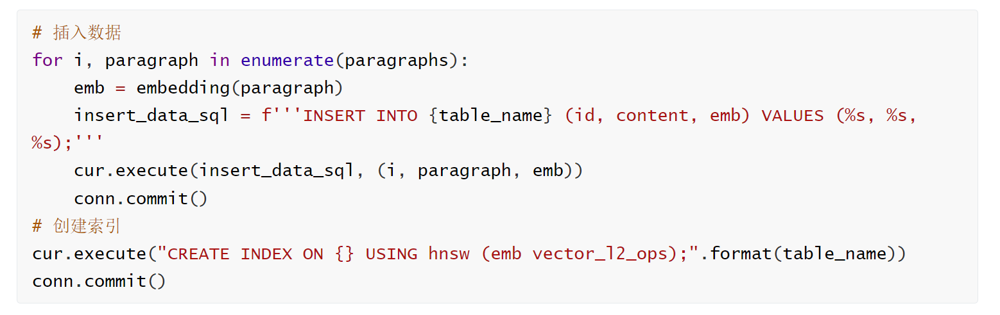 # 插入数据
for i, paragraph in enumerate(paragraphs):
    emb = embedding(paragraph)
    insert_data_sql = f'''INSERT INTO {table_name} (id, content, emb) VALUES (%s, %s,
%s);'''
    cur.execute(insert_data_sql, (i, paragraph, emb))
    conn.commit()
# 创建索引
cur.execute("CREATE INDEX ON {} USING hnsw (emb vector_l2_ops);".format(table_name))
conn.commit()